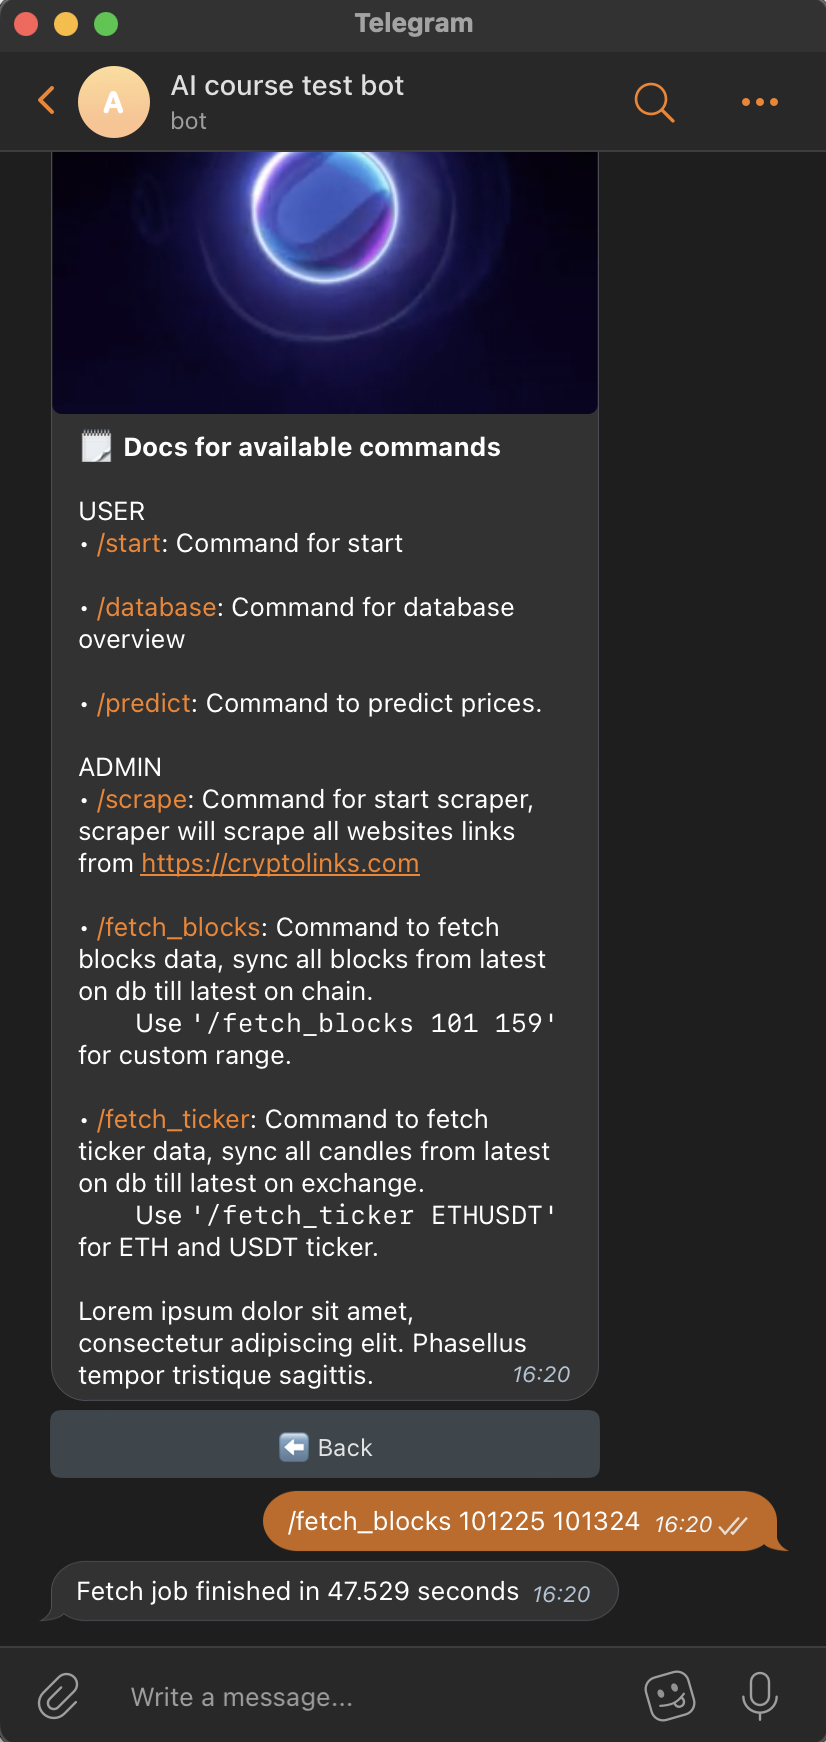 Telegram
A
AI course test bot
bot
Docs for available commands
USER
• /start: Command for start
• /database: Command for database
overview
• /predict: Command to predict prices.
ADMIN
• /scrape: Command for start scraper,
scraper will scrape all websites links
from https://cryptolinks.com
• /fetch_blocks: Command to fetch
blocks data, sync all blocks from latest
on db till latest on chain.
Use '/fetch_blocks 101 159'
for custom range.
• /fetch_ticker: Command to fetch
ticker data, sync all candles from latest
on db till latest on exchange.
Use '/fetch_ticker ETHUSDT'
for ETH and USDT ticker.
Lorem ipsum dolor sit amet,
consectetur adipiscing elit. Phasellus
tempor tristique sagittis. 16:20
Back
/fetch_blocks 101225 101324 16:20
Fetch job finished in 47.529 seconds 16:20
Write a message...